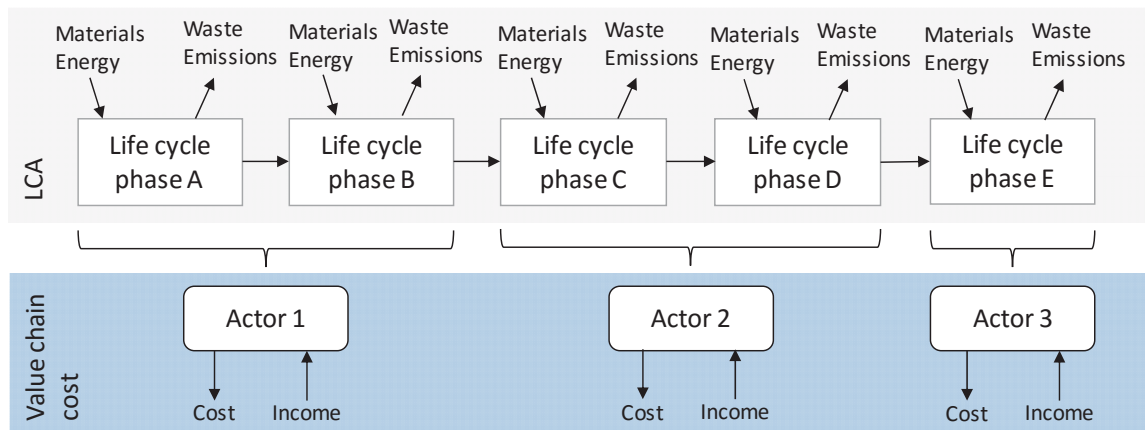 Materials
Energy
Waste
Emissions
Materials
Energy
Waste
Emissions
Materials
Energy
Waste
Emissions
Materials
Energy
Waste
Emissions
Materials
Energy
Waste
Emissions
LCA
Life cycle
phase A
Life cycle
phase B
Life cycle
phase C
Life cycle
phase D
Life cycle
phase E
Value chain
cost
Actor 1
Actor 2
Actor 3
Cost
Income
Cost
Income
Cost
Income